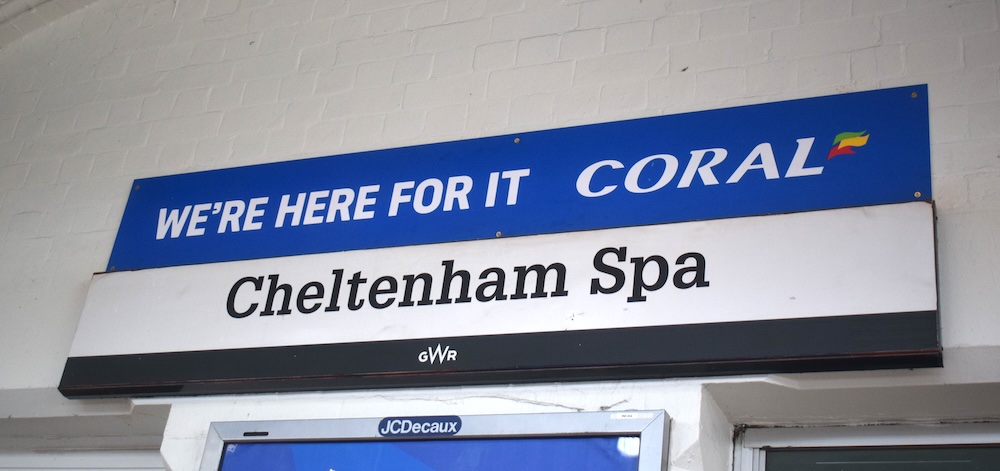 WE'RE HERE FOR IT CORAL
Cheltenham Spa
GWR
JCDecaux